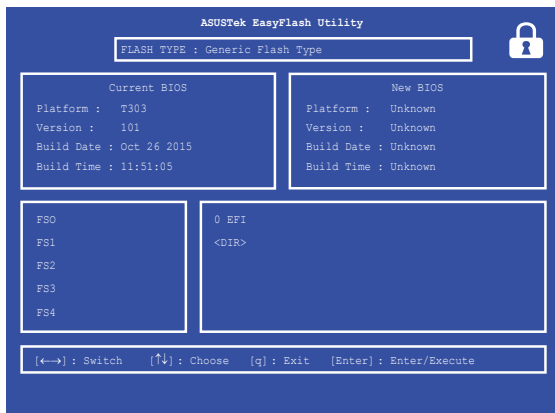 ASUSTek EasyFlash Utility
FLASH TYPE : Generic Flash Type
Current BIOS
Platform : T303
Version : 101
Build Date : Oct 26 2015
Build Time : 11:51:05
New BIOS
Platform : Unknown
Version : Unknown
Build Date : Unknown
Build Time : Unknown
FSO
FS1
FS2
FS3
FS4
0 EFI
<DIR>
[←→] : Switch [↑↓] : Choose [q] : Exit [Enter] : Enter/Execute